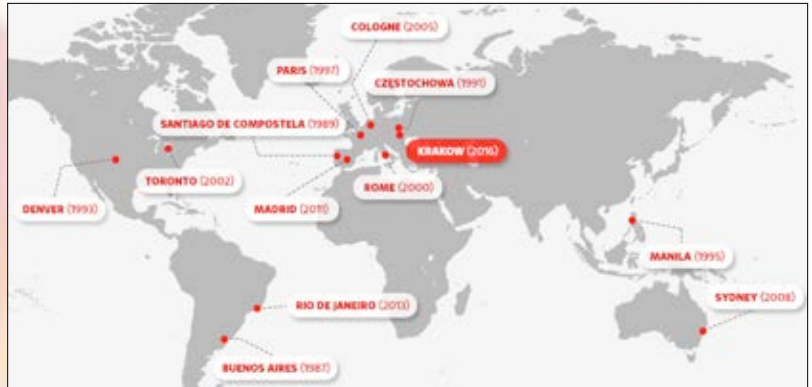 COLOGNE (2005)
PARIS (1997)
CZĘSTOCHOWA (1991)
SANTIAGO DE COMPOSTELA (1989)
KRAKOW (2016)
TORONTO (2002)
ROME (2000)
DENVER (1993)
MADRID (2011)
MANILA (1995)
SYDNEY (2008)
RIO DE JANEIRO (2013)
BUENOS AIRES (1987)